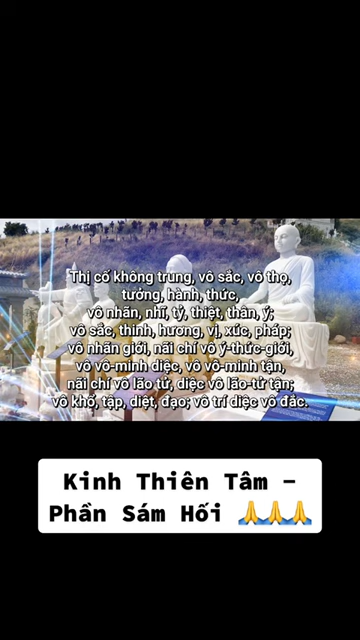 Thị cố không trung, vô sắc, vô thọ,
tưởng, hành, thức,
vô nhãn, nhĩ, tỷ, thiệt, thân, ý;
vô sắc, thinh, hương, vị, xúc, pháp;
vô nhãn giới, nãi chí vô ý-thức-giới,
vô vô-minh diệc, vô vô-minh tận,
nãi chí vô lão tử, diệc vô lão-tử tận;
vô khổ, tập, diệt, đạo; vô trí diệc vô đắc.
Kinh Thiên Tâm -
Phần Sám Hối 🙏🙏🙏